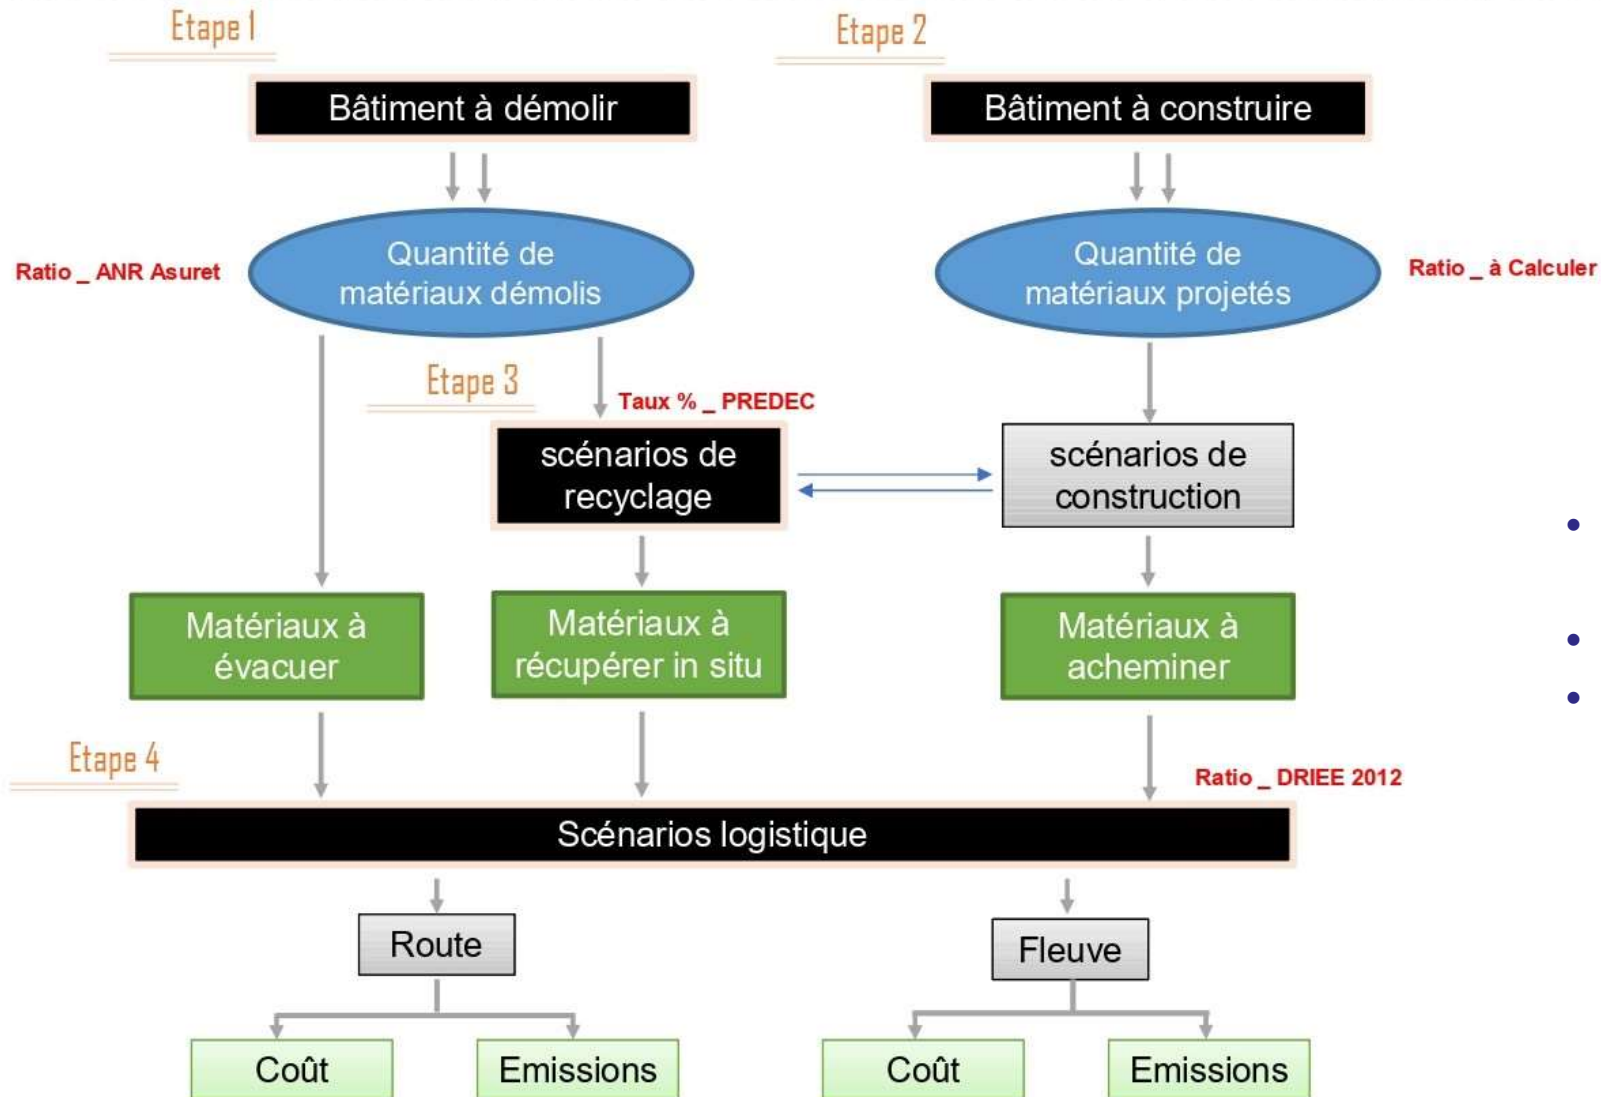 Etape 1
Etape 2
Bâtiment à démolir
Bâtiment à construire
Ratio _ ANR Asuret
Quantité de
matériaux démolis
Quantité de
matériaux projetés
Ratio _ à Calculer
Etape 3
Taux % _ PREDEC
scénarios de
recyclage
scénarios de
construction
Matériaux à
évacuer
Matériaux à
récupérer in situ
Matériaux à
acheminer
Etape 4
Ratio _ DRIEE 2012
Scénarios logistique
Route
Fleuve
Coût
Emissions
Coût
Emissions